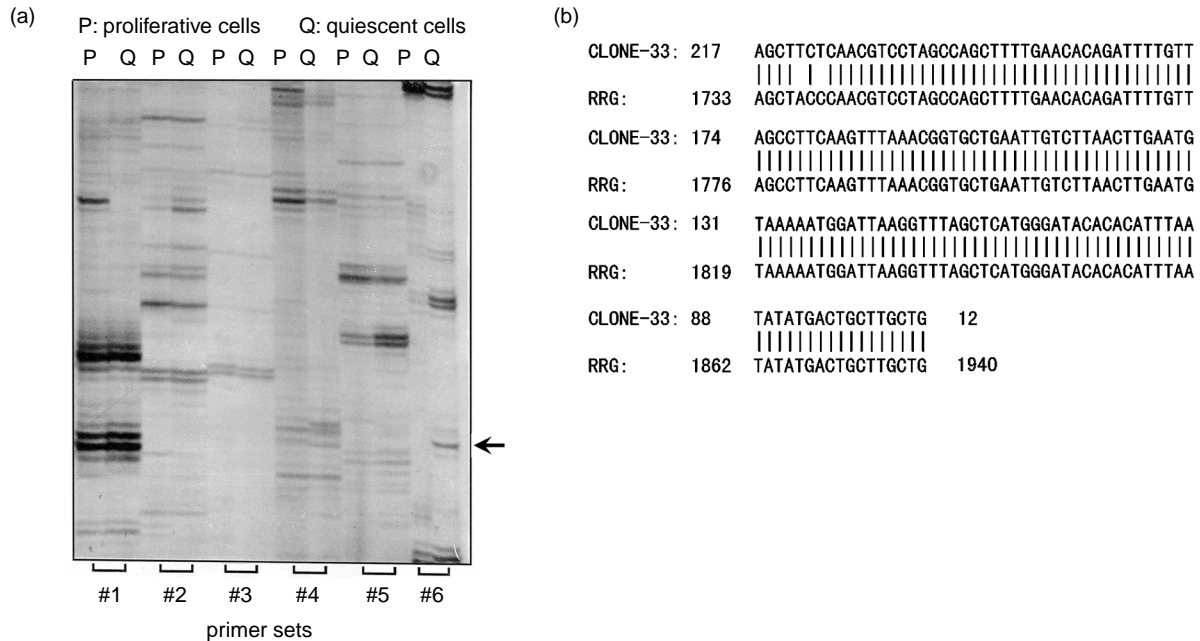 (a)
P: proliferative cells Q: quiescent cells
P Q P Q P Q P Q P Q P Q
#1 #2 #3 #4 #5 #6
primer sets
(b)
CLONE-33: 217 AGCTTCTCAACGTCCTAGCCAGCTTTTGAACACAGATTTTGTT
RRG: 1733 AGCTACCCAACGTCCTAGCCAGCTTTTGAACACAGATTTTGTT
CLONE-33: 174 AGCCTTCAAGTTTAAACGGTGCTGAATTGTCTTAACTTGAATG
RRG: 1776 AGCCTTCAAGTTTAAACGGTGCTGAATTGTCTTAACTTGAATG
CLONE-33: 131 TAAAAATGGATTAAGGTTTAGCTCATGGGATACACACATTTAA
RRG: 1819 TAAAAATGGATTAAGGTTTAGCTCATGGGATACACACATTTAA
CLONE-33: 88 TATATGACTGCTTGCTG 12
RRG: 1862 TATATGACTGCTTGCTG 1940